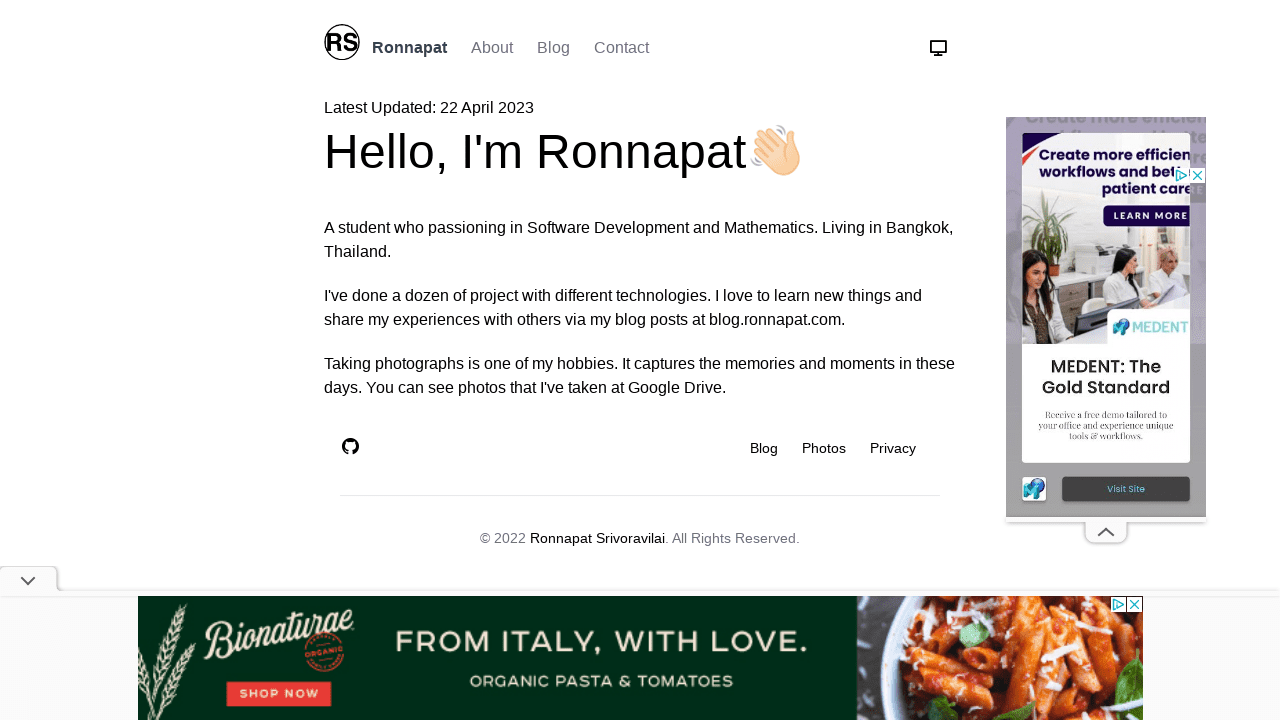 RS Ronnapat About Blog Contact
Latest Updated: 22 April 2023
Hello, I'm Ronnapat👋🏻
A student who passioning in Software Development and Mathematics. Living in Bangkok,
Thailand.
I've done a dozen of project with different technologies. I love to learn new things and
share my experiences with others via my blog posts at blog.ronnapat.com.
Taking photographs is one of my hobbies. It captures the memories and moments in these
days. You can see photos that I've taken at Google Drive.
Blog Photos Privacy
© 2022 Ronnapat Srivoravilai. All Rights Reserved.
Create more efficien
workflows and bet
patient care
LEARN MORE
MEDENT
MEDENT: The
Gold Standard
Receive a free demo tailored to
your office and experience unique
tools & workflows.
Visit Site
Bionaturae
ORGANIC
SHOP NOW
FROM ITALY, WITH LOVE.
ORGANIC PASTA & TOMATOES